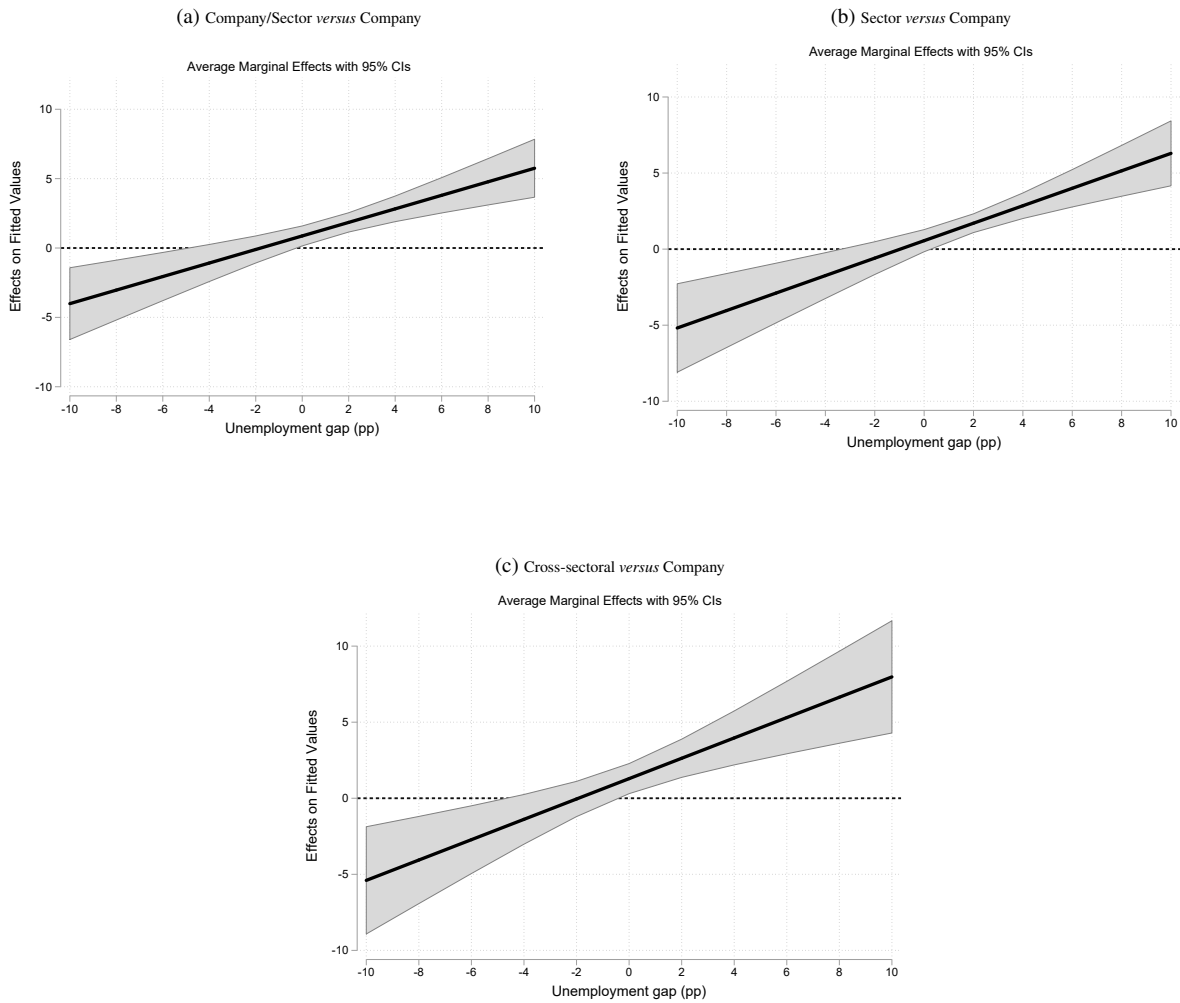 (a) Company/Sector versus Company
Average Marginal Effects with 95% CIs
Effects on Fitted Values
10
5
0
-5
-10
-10 -8 -6 -4 -2 0 2 4 6 8 10
Unemployment gap (pp)
(b) Sector versus Company
Average Marginal Effects with 95% CIs
Effects on Fitted Values
10
5
0
-5
-10
-10 -8 -6 -4 -2 0 2 4 6 8 10
Unemployment gap (pp)
(c) Cross-sectoral versus Company
Average Marginal Effects with 95% CIs
Effects on Fitted Values
10
5
0
-5
-10
-10 -8 -6 -4 -2 0 2 4 6 8 10
Unemployment gap (pp)